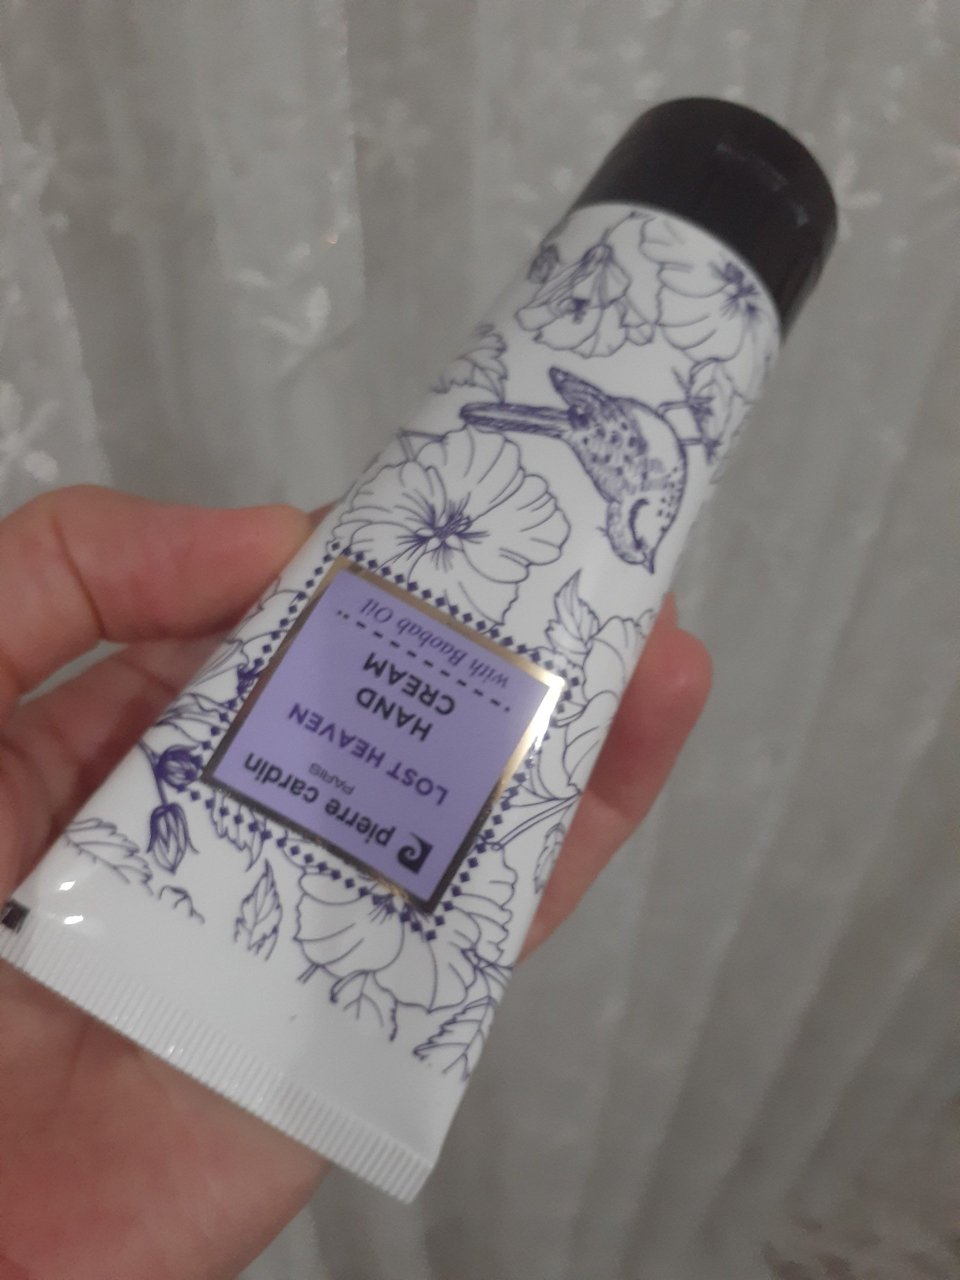 pierre cardin
PARIS
LOST HEAVEN
HAND
CREAM
with Baobab Oil